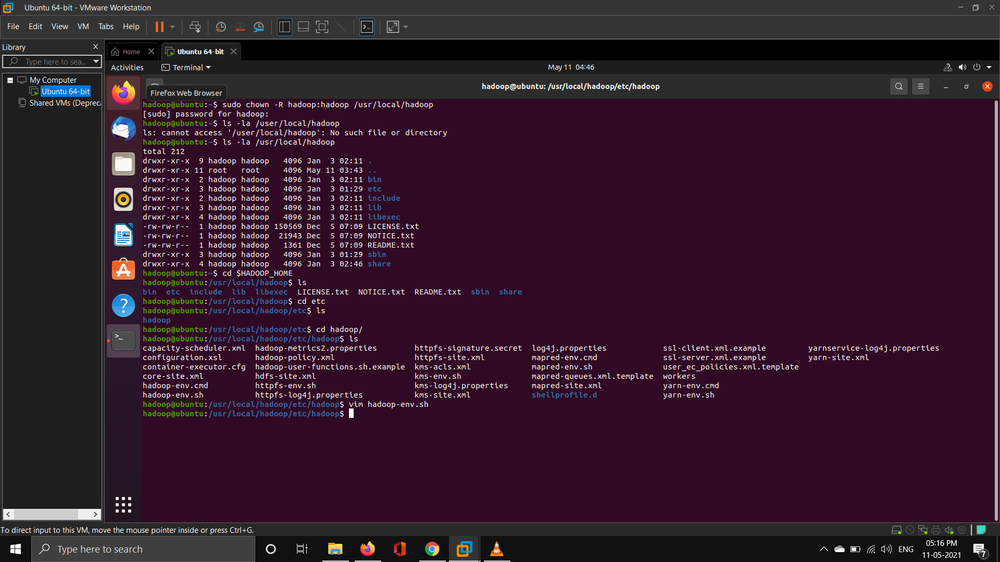 Ubuntu 64-bit - VMware Workstation
File Edit View VM Tabs Help
Library
Type here to sea...
My Computer
Ubuntu 64-bit
Shared VMs (Depreca
Home
Ubuntu 64-bit
Activities
Terminal
May 11 04:46
hadoop@ubuntu: /usr/local/hadoop/etc/hadoop
Firefox Web Browser
hadoop@ubuntu:~$ sudo chown -R hadoop:hadoop /usr/local/hadoop
[sudo] password for hadoop:
hadoop@ubuntu:~$ ls -la /user/local/hadoop
ls: cannot access '/user/local/hadoop': No such file or directory
hadoop@ubuntu:~$ ls -la /usr/local/hadoop
total 212
drwxr-xr-x  9 hadoop hadoop   4096 Jan  3 02:11 .
drwxr-xr-x 11 root   root     4096 May 11 03:43 ..
drwxr-xr-x  2 hadoop hadoop   4096 Jan  3 02:11 bin
drwxr-xr-x  3 hadoop hadoop   4096 Jan  3 01:29 etc
drwxr-xr-x  2 hadoop hadoop   4096 Jan  3 02:11 include
drwxr-xr-x  3 hadoop hadoop   4096 Jan  3 02:11 lib
drwxr-xr-x  4 hadoop hadoop   4096 Jan  3 02:11 libexec
-rw-rw-r--  1 hadoop hadoop 150569 Dec  5 07:09 LICENSE.txt
-rw-rw-r--  1 hadoop hadoop  21943 Dec  5 07:09 NOTICE.txt
-rw-rw-r--  1 hadoop hadoop   1361 Dec  5 07:09 README.txt
drwxr-xr-x  3 hadoop hadoop   4096 Jan  3 01:29 sbin
drwxr-xr-x  4 hadoop hadoop   4096 Jan  3 02:46 share
hadoop@ubuntu:~$ cd $HADOOP_HOME
hadoop@ubuntu:/usr/local/hadoop$ ls
bin  etc  include  lib  libexec  LICENSE.txt  NOTICE.txt  README.txt  sbin  share
hadoop@ubuntu:/usr/local/hadoop$ cd etc
hadoop@ubuntu:/usr/local/hadoop/etc$ ls
hadoop
hadoop@ubuntu:/usr/local/hadoop/etc$ cd hadoop/
hadoop@ubuntu:/usr/local/hadoop/etc/hadoop$ ls
capacity-scheduler.xml  hadoop-metrics2.properties  httpfs-signature.secret  log4j.properties  ssl-client.xml.example  yarnservice-log4j.properties
configuration.xsl  hadoop-policy.xml  httpfs-site.xml  mapred-env.cmd  ssl-server.xml.example  yarn-site.xml
container-executor.cfg  hadoop-user-functions.sh.example  kms-acls.xml  mapred-env.sh  user_ec_policies.xml.template
core-site.xml  hdfs-site.xml  kms-env.sh  mapred-queues.xml.template  workers
hadoop-env.cmd  httpfs-env.sh  kms-log4j.properties  mapred-site.xml  yarn-env.cmd
hadoop-env.sh  httpfs-log4j.properties  kms-site.xml  shellprofile.d  yarn-env.sh
hadoop@ubuntu:/usr/local/hadoop/etc/hadoop$ vim hadoop-env.sh
hadoop@ubuntu:/usr/local/hadoop/etc/hadoop$
To direct input to this VM, move the mouse pointer inside or press Ctrl+G.
Type here to search
ENG
05:16 PM
11-05-2021
7